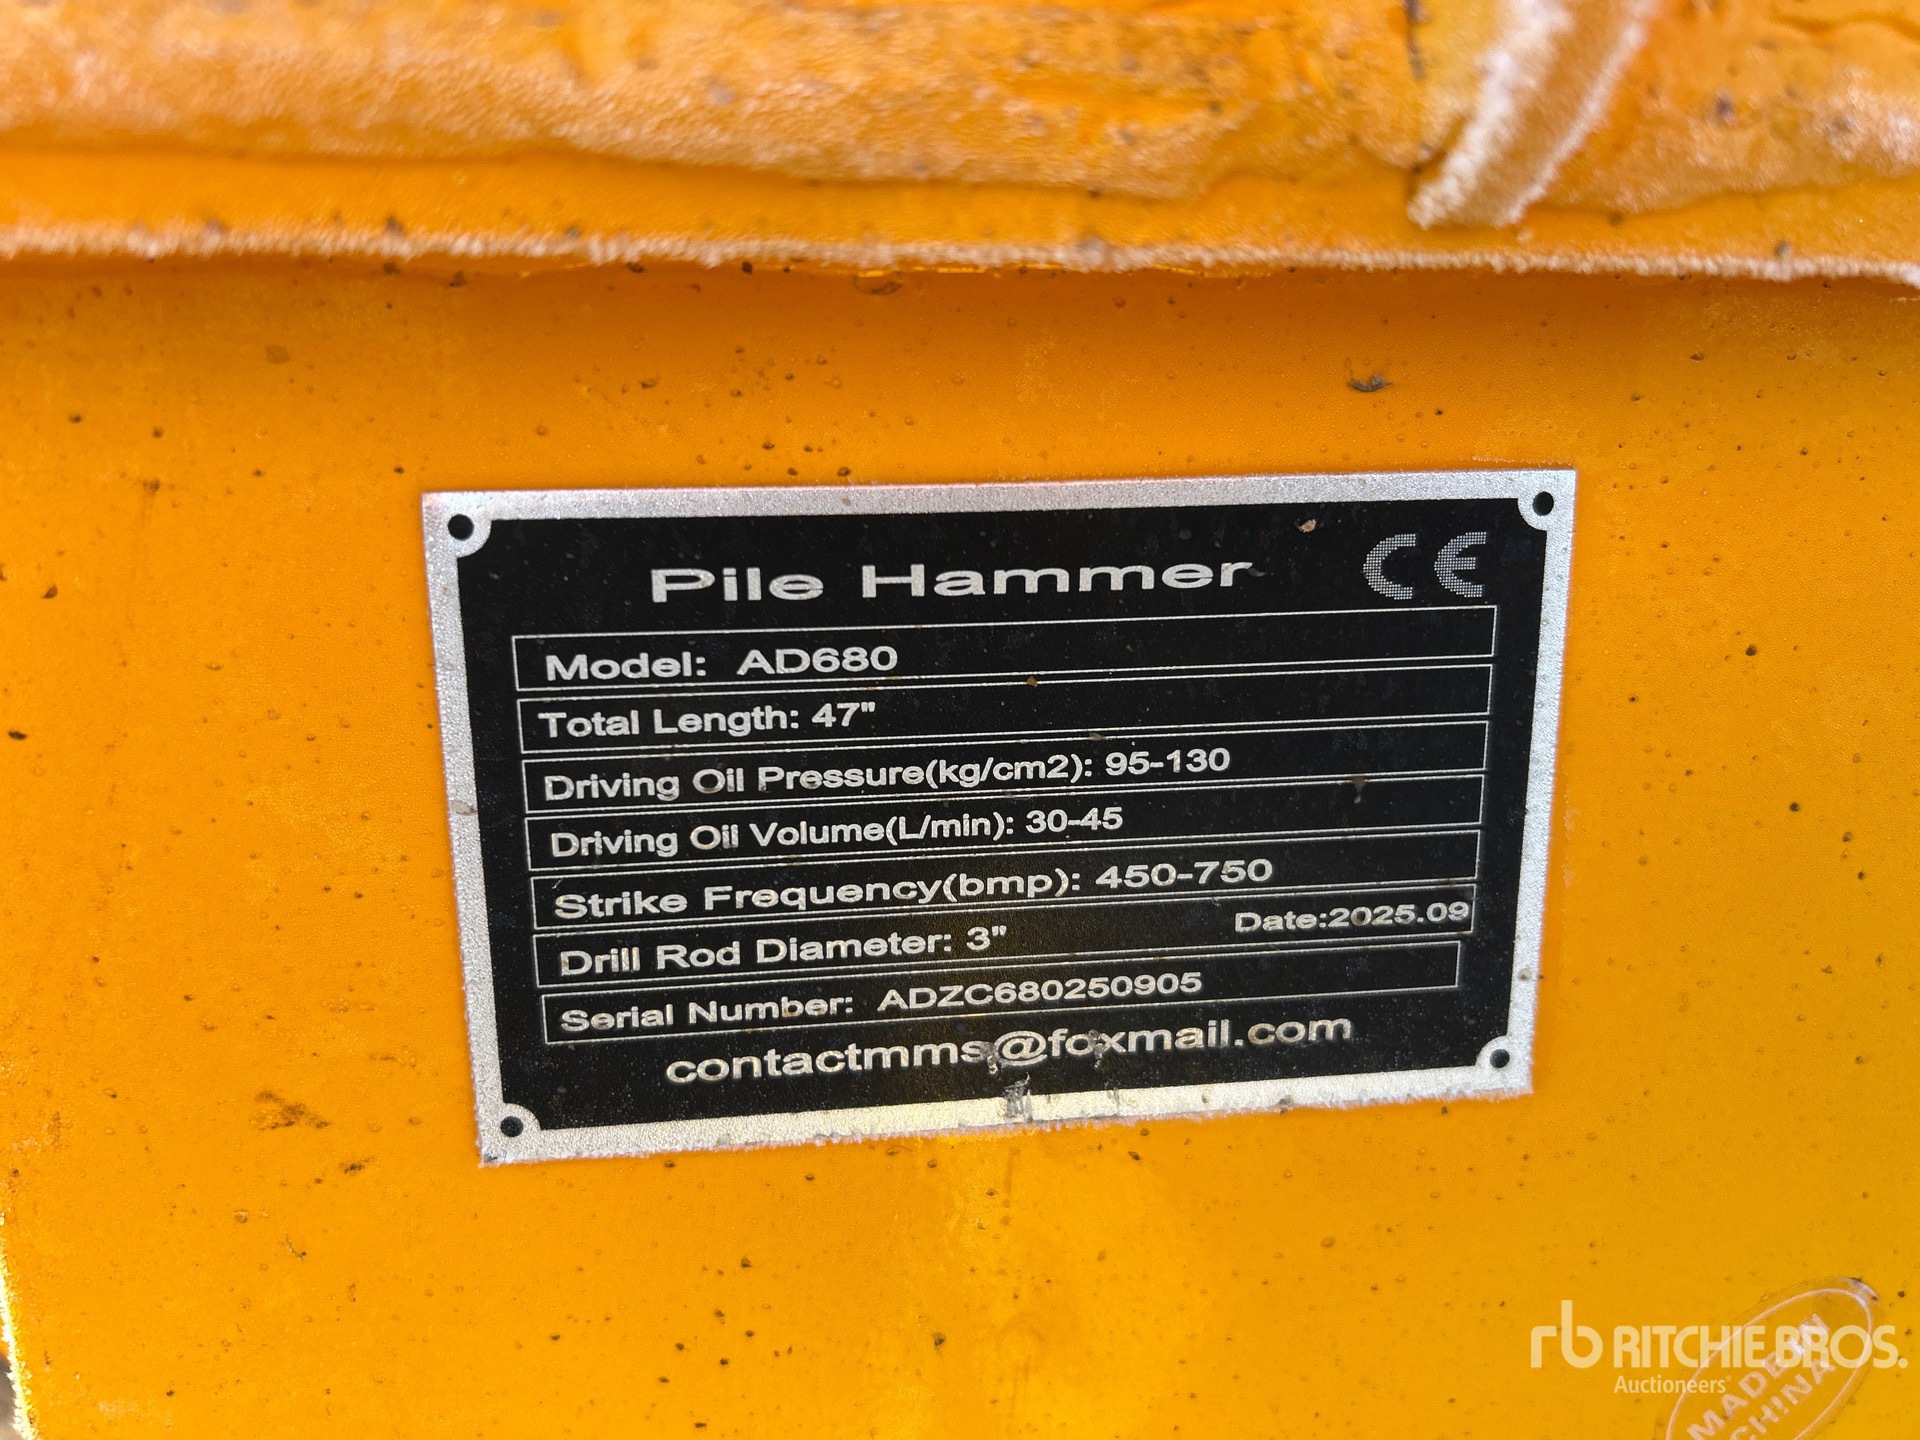 Pile Hammer CE
Model: AD680
Total Length: 47"
Driving Oil Pressure(kg/cm2): 95-130
Driving Oil Volume(L/min): 30-45
Strike Frequency(bmp): 450-750
Drill Rod Diameter: 3" Date:2025.09
Serial Number: ADZC680250905
contactmms@foxmail.com
rb RITCHIE BROS.
Auctioneers
MADE IN
CHINA